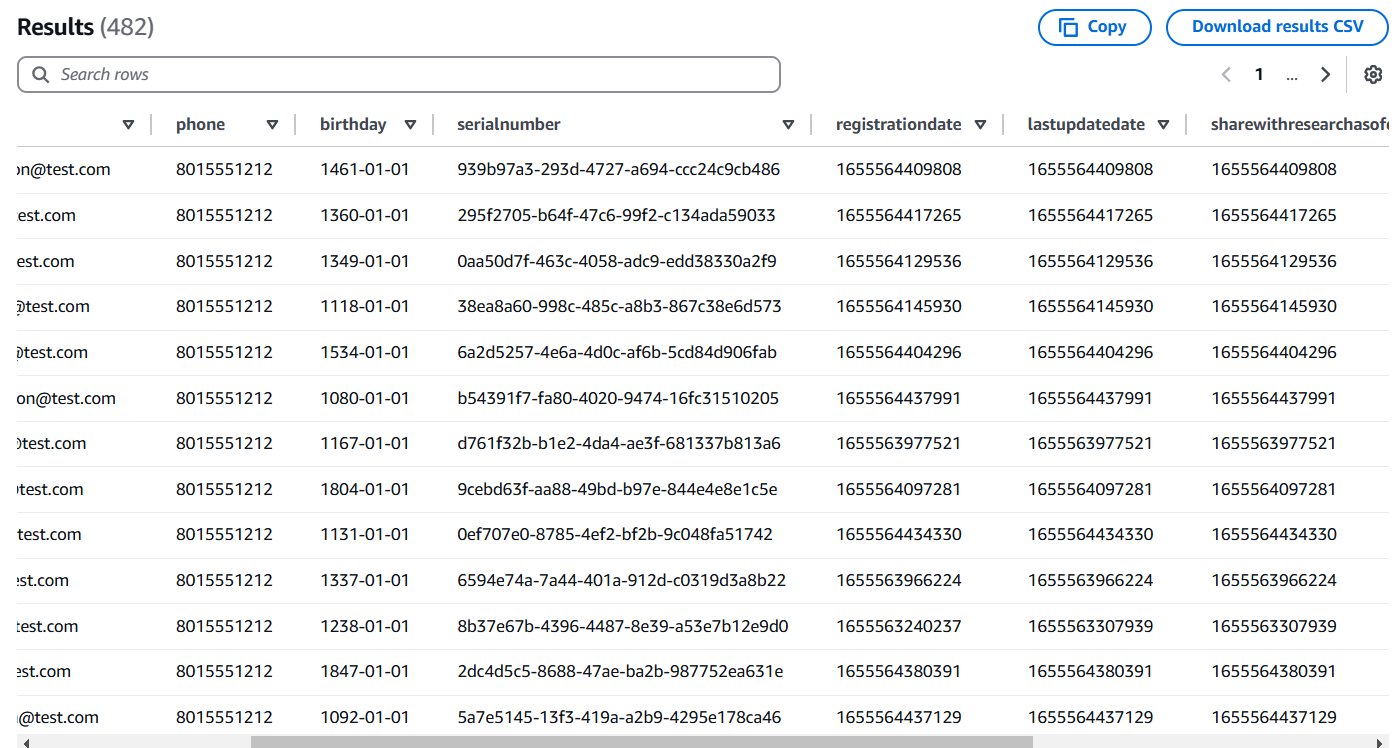 Results (482)
Copy
Download results CSV
Search rows
1 ...
phone birthday serialnumber registrationdate lastupdatedate sharewithresearchasof
on@test.com 8015551212 1461-01-01 939b97a3-293d-4727-a694-ccc24c9cb486 1655564409808 1655564409808 1655564409808
test.com 8015551212 1360-01-01 295f2705-b64f-47c6-99f2-c134ada59033 1655564417265 1655564417265 1655564417265
est.com 8015551212 1349-01-01 0aa50d7f-463c-4058-adc9-edd38330a2f9 1655564129536 1655564129536 1655564129536
@test.com 8015551212 1118-01-01 38ea8a60-998c-485c-a8b3-867c38e6d573 1655564145930 1655564145930 1655564145930
@test.com 8015551212 1534-01-01 6a2d5257-4e6a-4d0c-af6b-5cd84d906fab 1655564404296 1655564404296 1655564404296
on@test.com 8015551212 1080-01-01 b54391f7-fa80-4020-9474-16fc31510205 1655564437991 1655564437991 1655564437991
@test.com 8015551212 1167-01-01 d761f32b-b1e2-4da4-ae3f-681337b813a6 1655563977521 1655563977521 1655563977521
@test.com 8015551212 1804-01-01 9cebd63f-aa88-49bd-b97e-844e4e8e1c5e 1655564097281 1655564097281 1655564097281
test.com 8015551212 1131-01-01 0ef707e0-8785-4ef2-bf2b-9c048fa51742 1655564434330 1655564434330 1655564434330
est.com 8015551212 1337-01-01 6594e74a-7a44-401a-912d-c0319d3a8b22 1655563966224 1655563966224 1655563966224
test.com 8015551212 1238-01-01 8b37e67b-4396-4487-8e39-a53e7b12e9d0 1655563240237 1655563307939 1655563307939
est.com 8015551212 1847-01-01 2dc4d5c5-8688-47ae-ba2b-987752ea631e 1655564380391 1655564380391 1655564380391
@test.com 8015551212 1092-01-01 5a7e5145-13f3-419a-a2b9-4295e178ca46 1655564437129 1655564437129 1655564437129